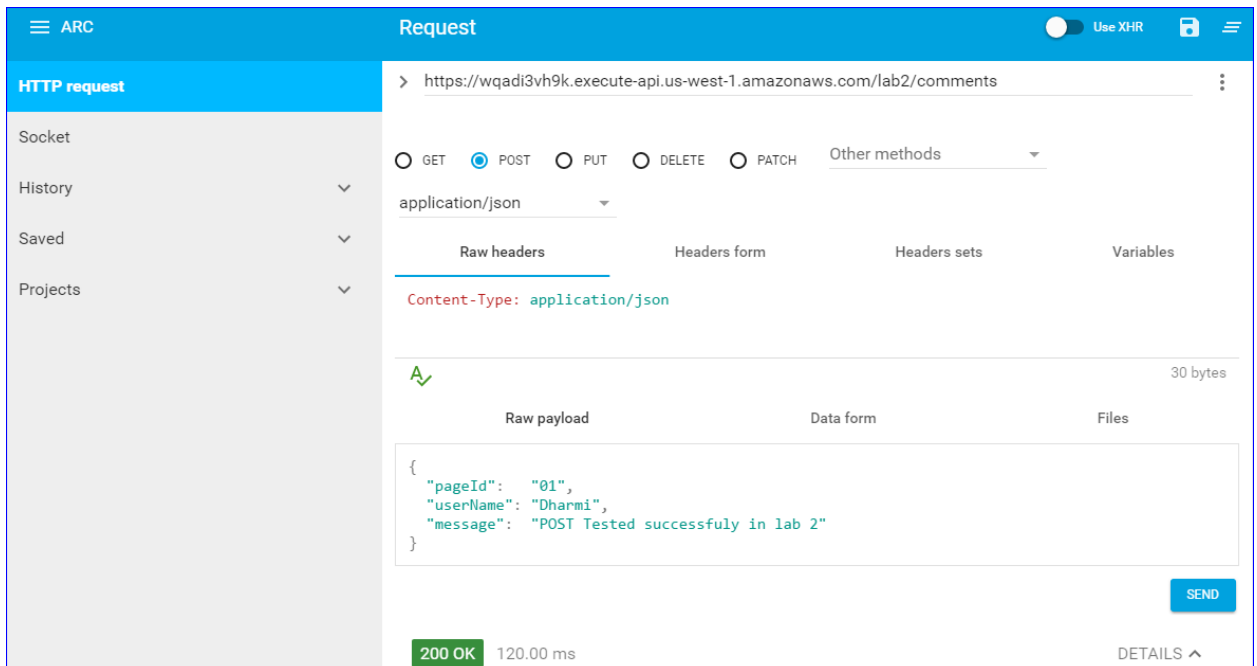 ARC
Request
Use XHR
HTTP request
Socket
History
Saved
Projects
https://wqadi3vh9k.execute-api.us-west-1.amazonaws.com/lab2/comments
GET POST PUT DELETE PATCH Other methods
application/json
Raw headers Headers form Headers sets Variables
Content-Type: application/json
30 bytes
Raw payload Data form Files
{
"pageId": "01",
"userName": "Dharmi",
"message": "POST Tested successfuly in lab 2"
}
SEND
200 OK 120.00 ms DETAILS